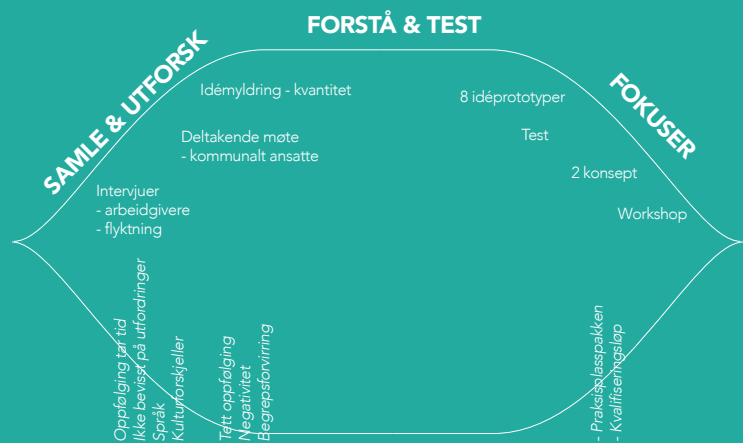 FORSTÅ & TEST
SAMLE & UTFORSK
FOKUSER
Idémyldring - kvantitet
Deltakende møte
- kommunalt ansatte
Intervjuer
- arbeidgivere
- flyktning
8 idéprototyper
Test
2 konsept
Workshop
Oppfølging tar tid
Ikke bevisst på utfordringer
Språk
Kulturforskjeller
Tett oppfølging
Negativitet
Begrepsforvirring
- Praksisplasspakken
- Kvalifiseringsløp